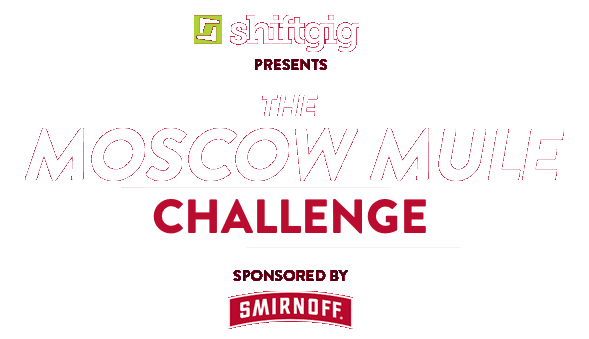 shiftgig
PRESENTS
THE
MOSCOW MULE
CHALLENGE
SPONSORED BY
SMIRNOFF.